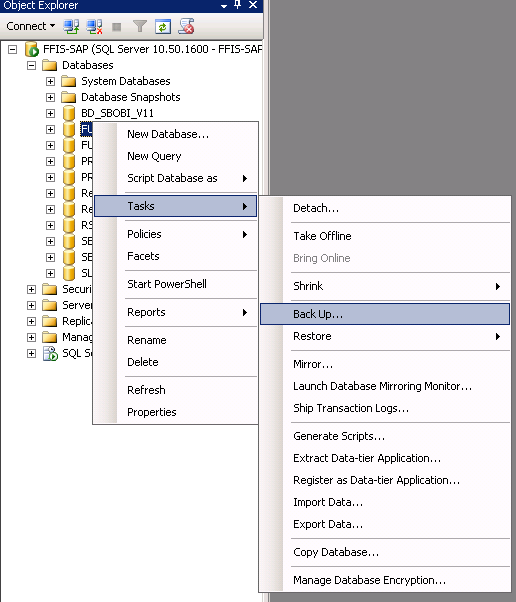 Object Explorer
Connect
FFIS-SAP (SQL Server 10.50.1600 - FFIS-SAP
Databases
System Databases
Database Snapshots
BD_SBOBI_V11
FU
FU
PR
PR
Re
Re
RS
SB
SB
SL
Securi
Server
Replic
Manag
SQL Se
New Database...
New Query
Script Database as
Tasks
Policies
Facets
Start PowerShell
Reports
Rename
Delete
Refresh
Properties
Detach...
Take Offline
Bring Online
Shrink
Back Up...
Restore
Mirror...
Launch Database Mirroring Monitor...
Ship Transaction Logs...
Generate Scripts...
Extract Data-tier Application...
Register as Data-tier Application...
Import Data...
Export Data...
Copy Database...
Manage Database Encryption...